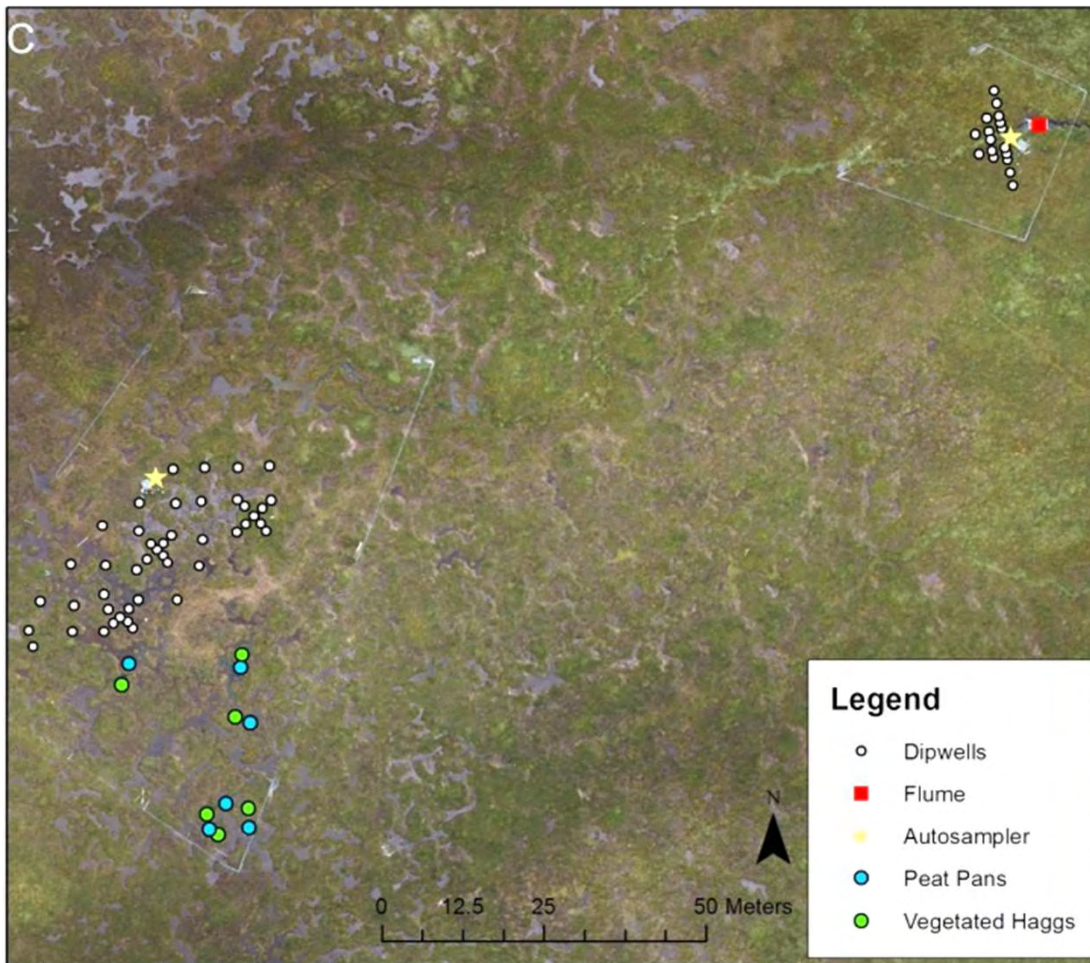 C
N
0 12.5 25 50 Meters
Legend
Dipwells
Flume
Autosampler
Peat Pans
Vegetated Haggs